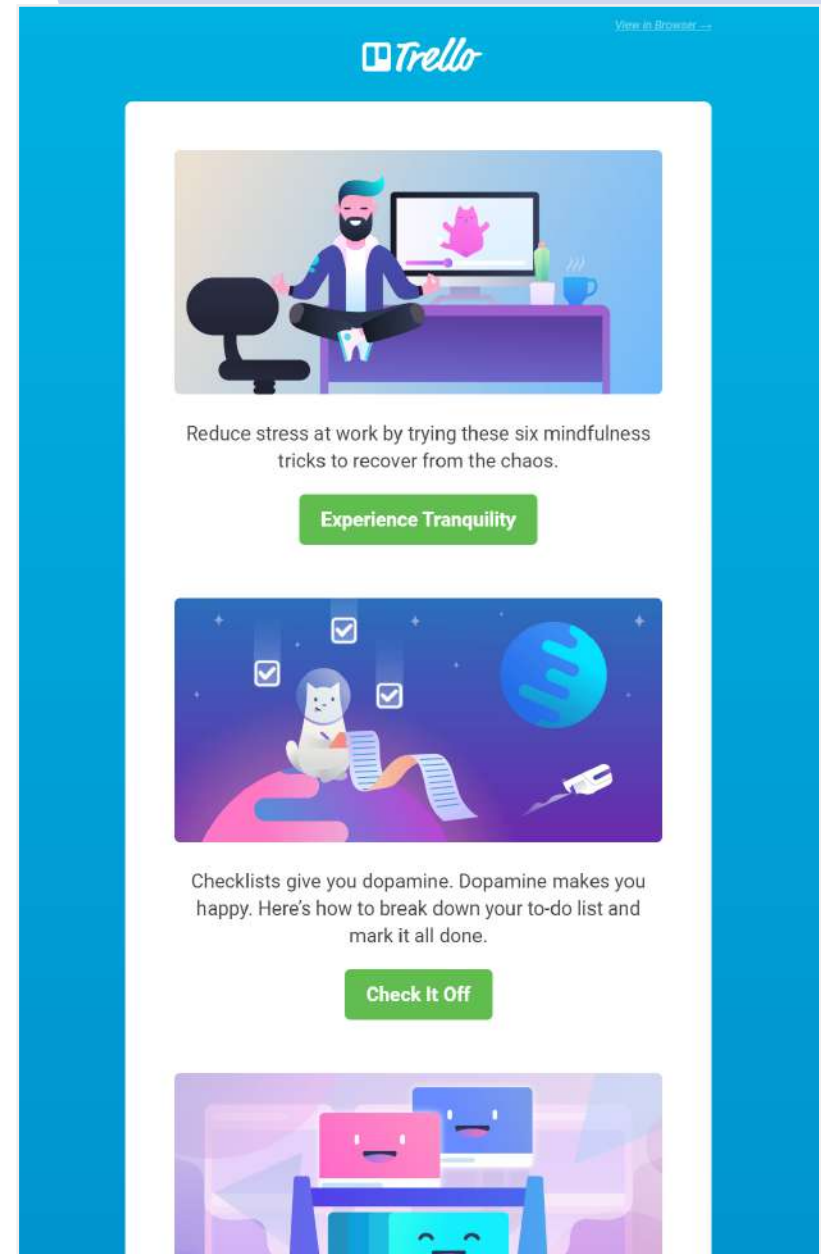 View in Browser →
Trello
Reduce stress at work by trying these six mindfulness
tricks to recover from the chaos.
Experience Tranquility
Checklists give you dopamine. Dopamine makes you
happy. Here’s how to break down your to-do list and
mark it all done.
Check It Off